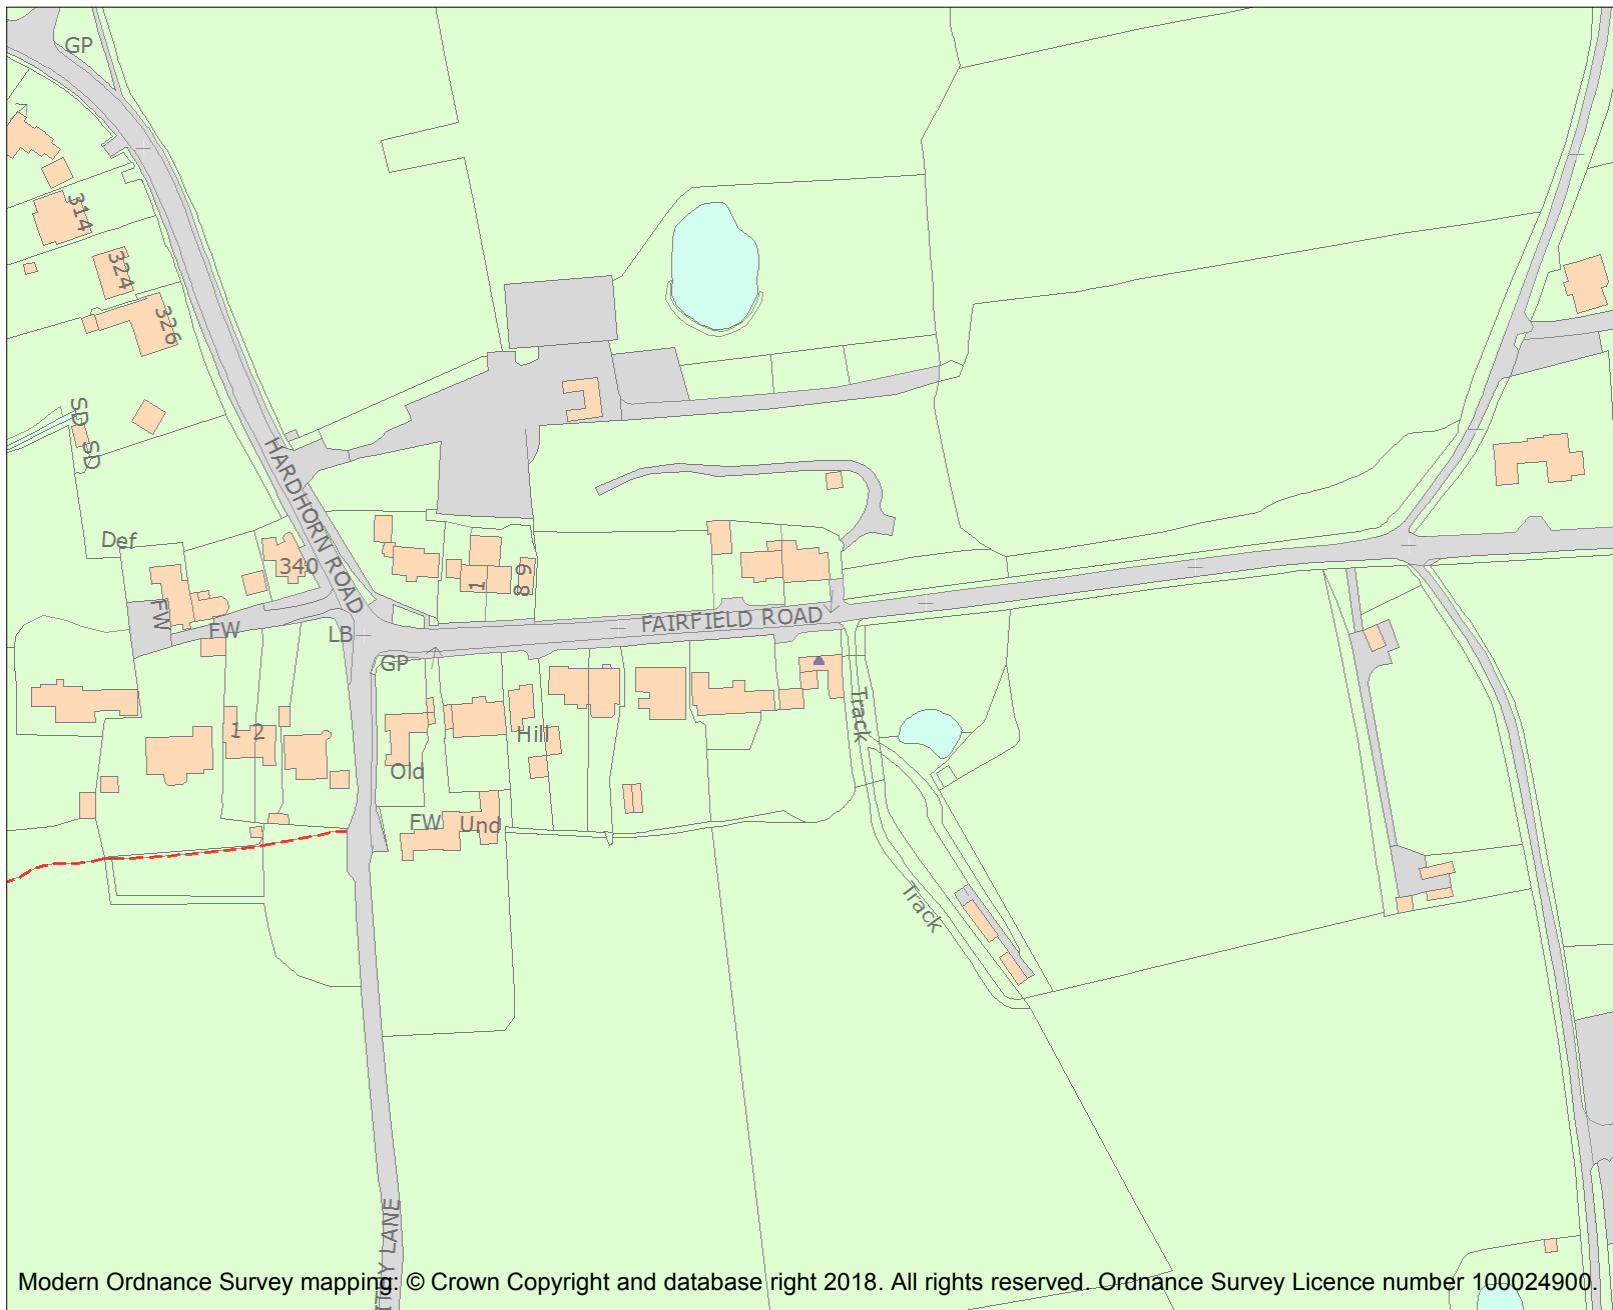 GP
314
324
326
SD
SD
HARDHORN ROAD
Def
340
1
6 8
FW
FW
LB
GP
FAIRFIELD ROAD
Track
1 2
Hill
Old
FW Und
Track
LANE
Modern Ordnance Survey mapping: © Crown Copyright and database right 2018. All rights reserved. Ordnance Survey Licence number 100024900.